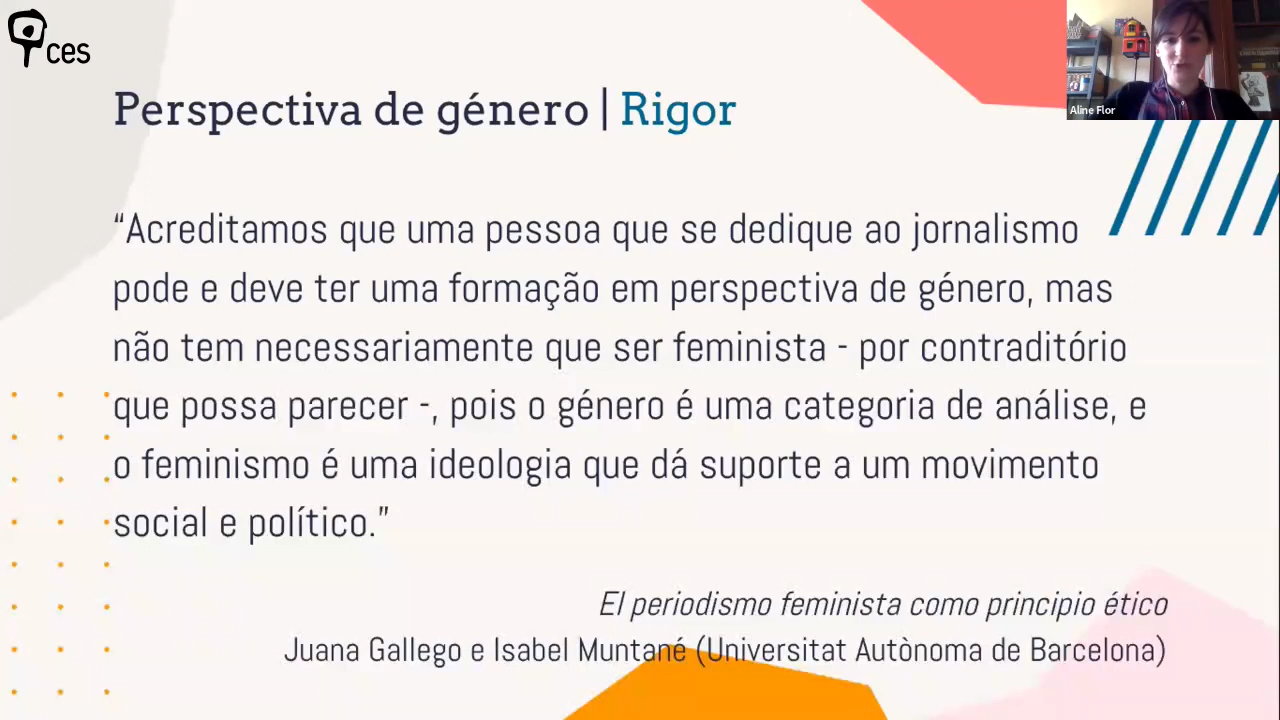 ces
Aline Flor
Perspectiva de género | Rigor
“Acreditamos que uma pessoa que se dedique ao jornalismo
pode e deve ter uma formação em perspectiva de género, mas
não tem necessariamente que ser feminista - por contraditório
que possa parecer -, pois o género é uma categoria de análise, e
o feminismo é uma ideologia que dá suporte a um movimento
social e político.”
El periodismo feminista como principio ético
Juana Gallego e Isabel Muntané (Universitat Autònoma de Barcelona)